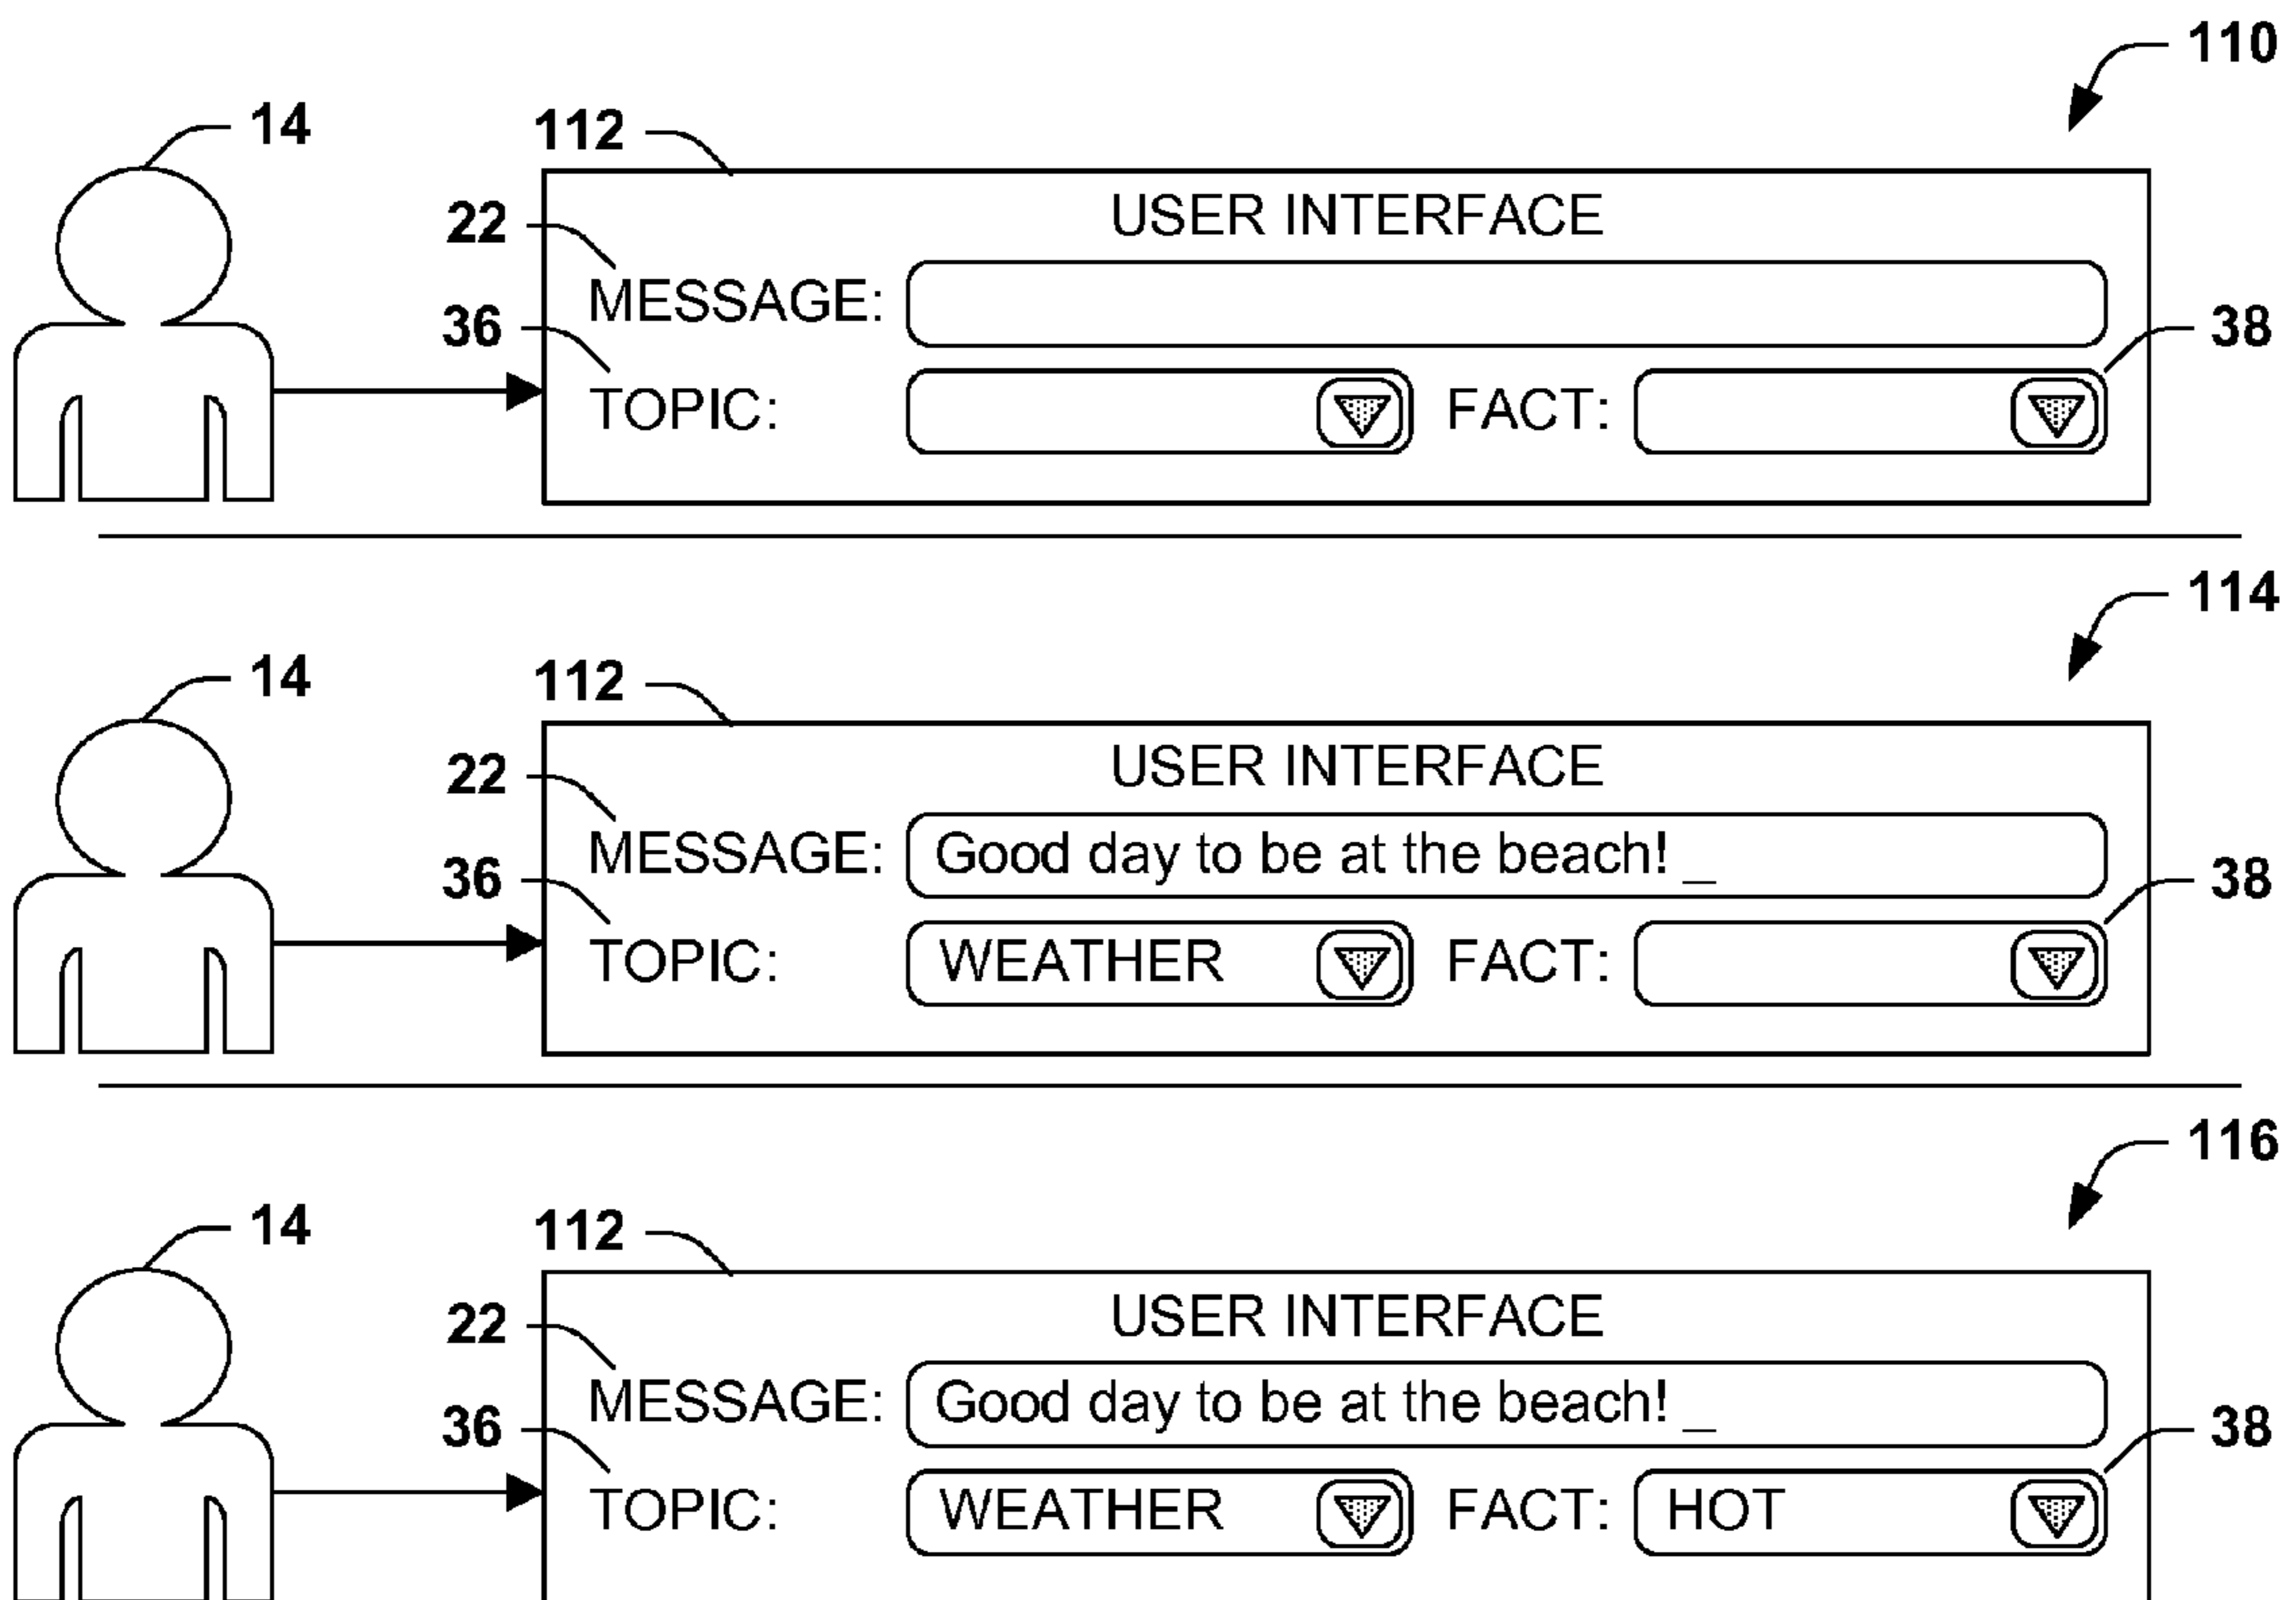 110
14
112
USER INTERFACE
22
MESSAGE:
36
38
TOPIC:
FACT:
114
14
112
USER INTERFACE
22
MESSAGE: Good day to be at the beach! _
36
38
TOPIC: WEATHER FACT:
116
14
112
USER INTERFACE
22
MESSAGE: Good day to be at the beach! _
36
38
TOPIC: WEATHER FACT: HOT